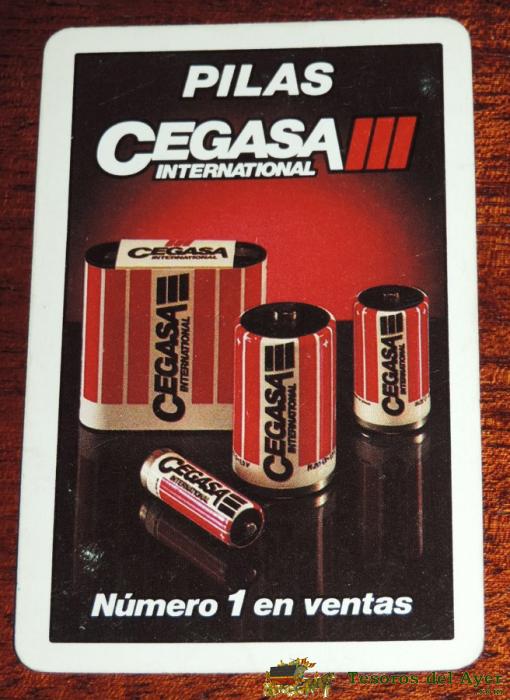 PILAS
CEGASA
INTERNATIONAL
CEGASA
INTERNATIONAL
CEGASA
INTERNATIONAL
CEGASA
INTERNATIONAL
CEGASA
INTERNATIONAL
CEGASA
INTERNATIONAL
Número 1 en ventas
Tesoros del Ayer
.com